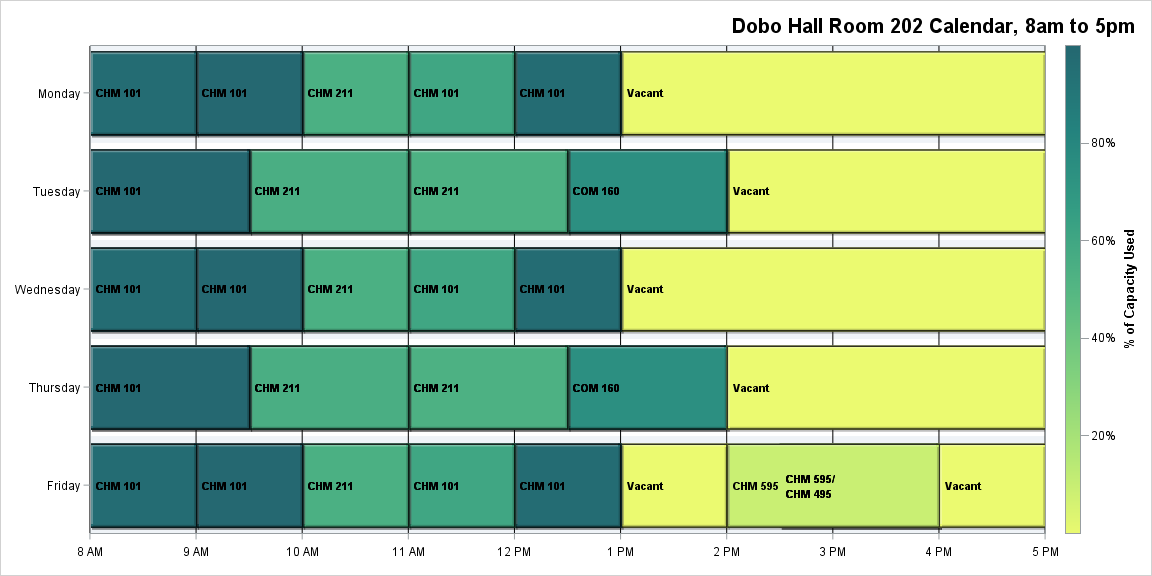 Dobo Hall Room 202 Calendar, 8am to 5pm
Monday
CHM 101
CHM 101
CHM 211
CHM 101
CHM 101
Vacant
Tuesday
CHM 101
CHM 211
CHM 211
COM 160
Vacant
Wednesday
CHM 101
CHM 101
CHM 211
CHM 101
CHM 101
Vacant
Thursday
CHM 101
CHM 211
CHM 211
COM 160
Vacant
Friday
CHM 101
CHM 101
CHM 211
CHM 101
CHM 101
Vacant
CHM 595
CHM 595/
CHM 495
Vacant
8 AM
9 AM
10 AM
11 AM
12 PM
1 PM
2 PM
3 PM
4 PM
5 PM
80%
60%
40%
20%
% of Capacity Used